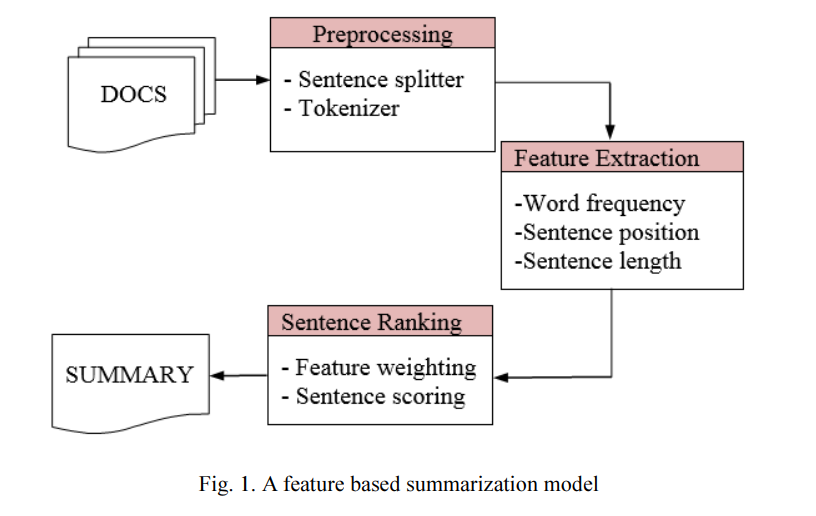 DOCS
Preprocessing
- Sentence splitter
- Tokenizer
Feature Extraction
-Word frequency
-Sentence position
-Sentence length
Sentence Ranking
- Feature weighting
- Sentence scoring
SUMMARY
Fig. 1. A feature based summarization model